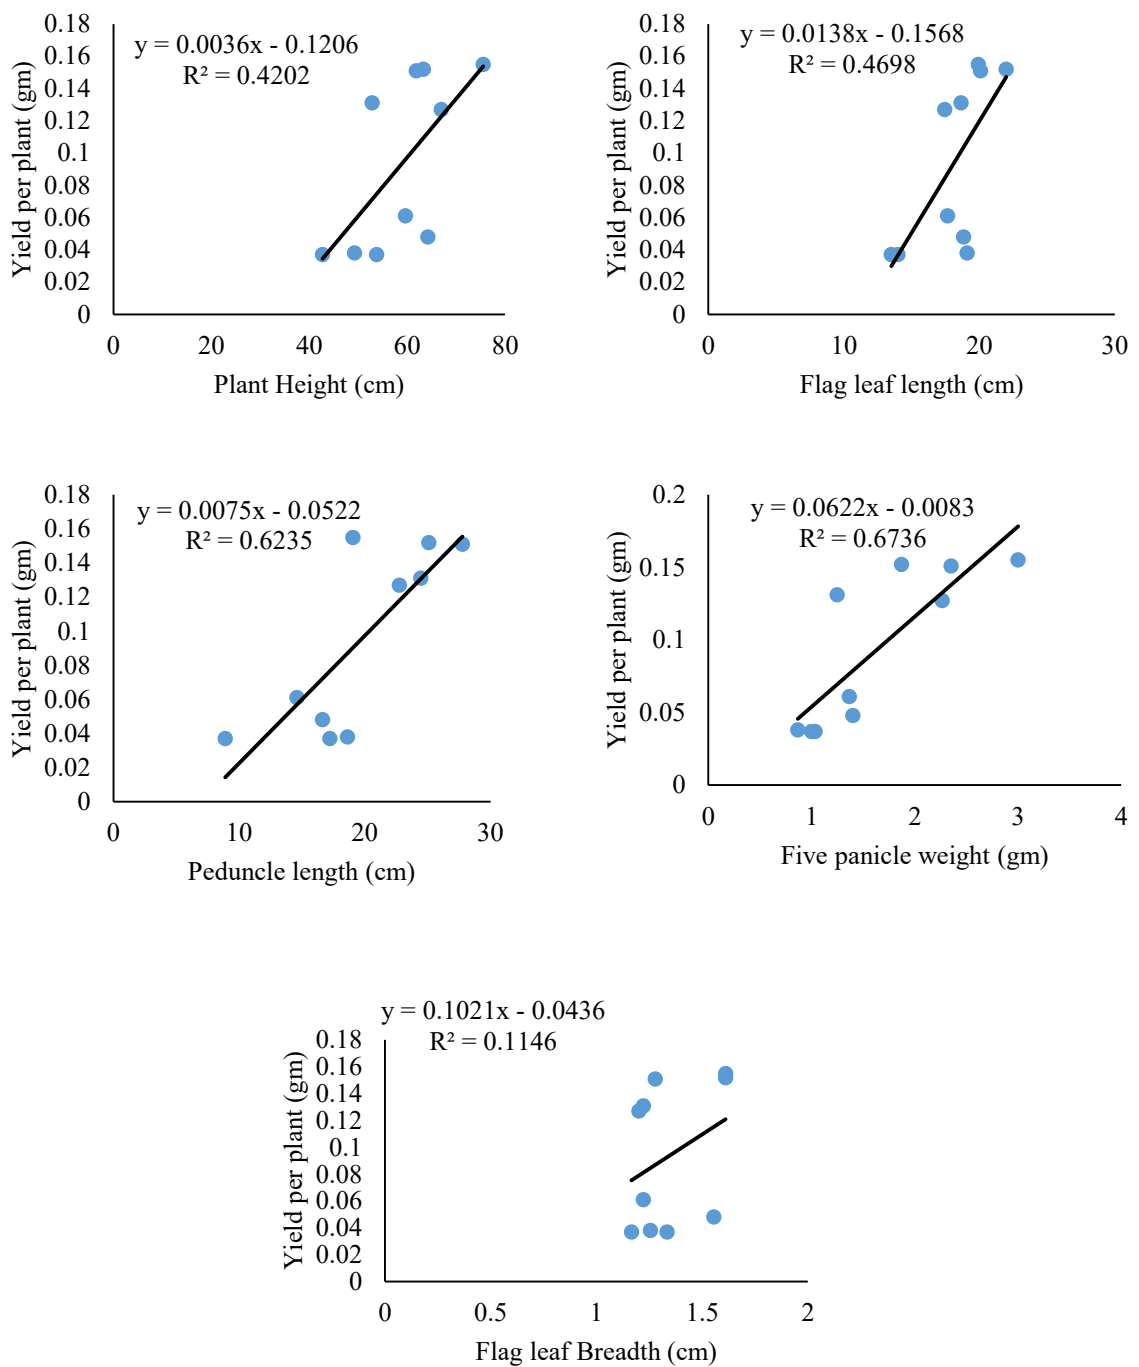 y = 0.0036x - 0.1206
R² = 0.4202
0.18
0.16
0.14
0.12
0.1
0.08
0.06
0.04
0.02
0
Yield per plant (gm)
0 20 40 60 80
Plant Height (cm)
y = 0.0138x - 0.1568
R² = 0.4698
0.18
0.16
0.14
0.12
0.1
0.08
0.06
0.04
0.02
0
Yield per plant (gm)
0 10 20 30
Flag leaf length (cm)
y = 0.0075x - 0.0522
R² = 0.6235
0.18
0.16
0.14
0.12
0.1
0.08
0.06
0.04
0.02
0
Yield per plant (gm)
0 10 20 30
Peduncle length (cm)
y = 0.0622x - 0.0083
R² = 0.6736
0.2
0.15
0.1
0.05
0
Yield per plant (gm)
0 1 2 3 4
Five panicle weight (gm)
y = 0.1021x - 0.0436
R² = 0.1146
0.18
0.16
0.14
0.12
0.1
0.08
0.06
0.04
0.02
0
Yield per plant (gm)
0 0.5 1 1.5 2
Flag leaf Breadth (cm)